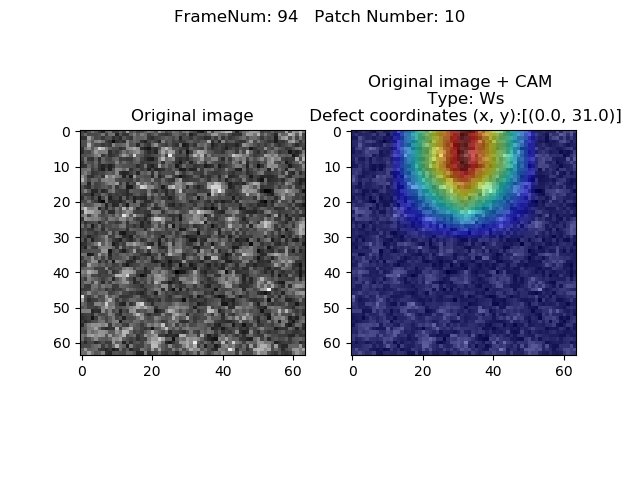 FrameNum: 94   Patch Number: 10
Original image
0
10
20
30
40
50
60
0 20 40 60
Original image + CAM
Type: Ws
Defect coordinates (x, y):[(0.0, 31.0)]
0
10
20
30
40
50
60
0 20 40 60